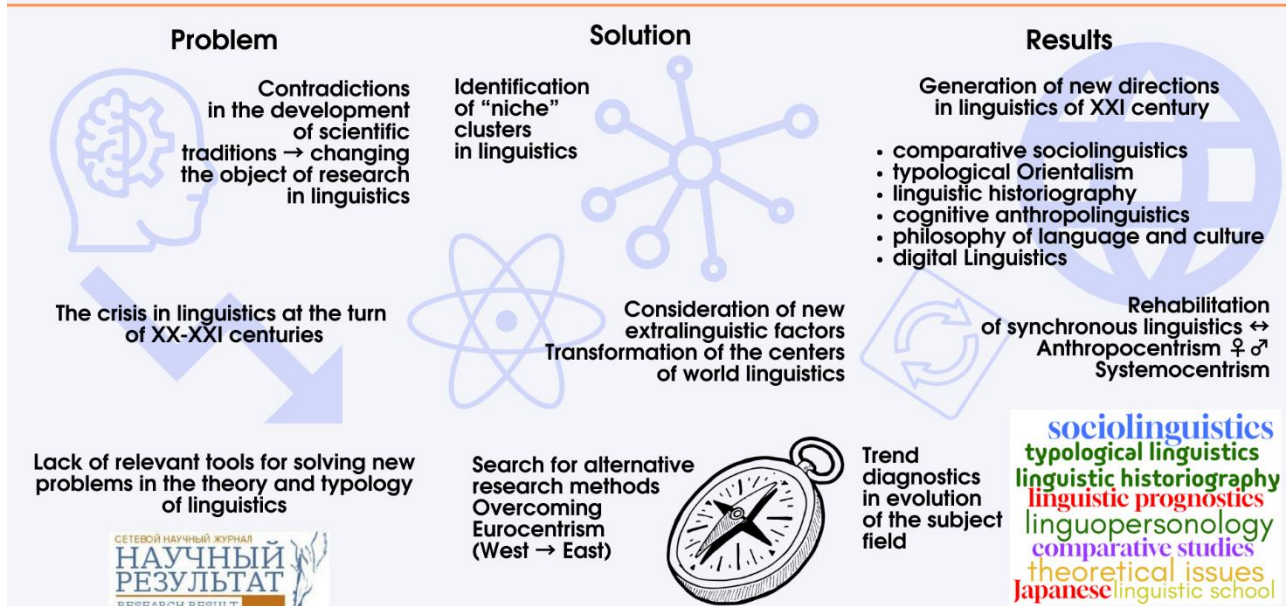 Problem
Contradictions
in the development
of scientific
traditions → changing
the object of research
in linguistics
The crisis in linguistics at the turn
of XX-XXI centuries
Lack of relevant tools for solving new
problems in the theory and typology
of linguistics
СЕТЕВОЙ НАУЧНЫЙ ЖУРНАЛ
НАУЧНЫЙ
РЕЗУЛЬТАТ
RESEARCH RESULT
Solution
Identification
of “niche”
clusters
in linguistics
Consideration of new
extralinguistic factors
Transformation of the centers
of world linguistics
Search for alternative
research methods
Overcoming
Eurocentrism
(West → East)
Results
Generation of new directions
in linguistics of XXI century
• comparative sociolinguistics
• typological Orientalism
• linguistic historiography
• cognitive anthropolinguistics
• philosophy of language and culture
• digital Linguistics
Rehabilitation
of synchronous linguistics ↔
Anthropocentrism ♀♂
Systemocentrism
Trend
diagnostics
in evolution
of the subject
field
sociolinguistics
typological linguistics
linguistic historiography
linguistic prognostics
linguopersonology
comparative studies
theoretical issues
Japanese linguistic school